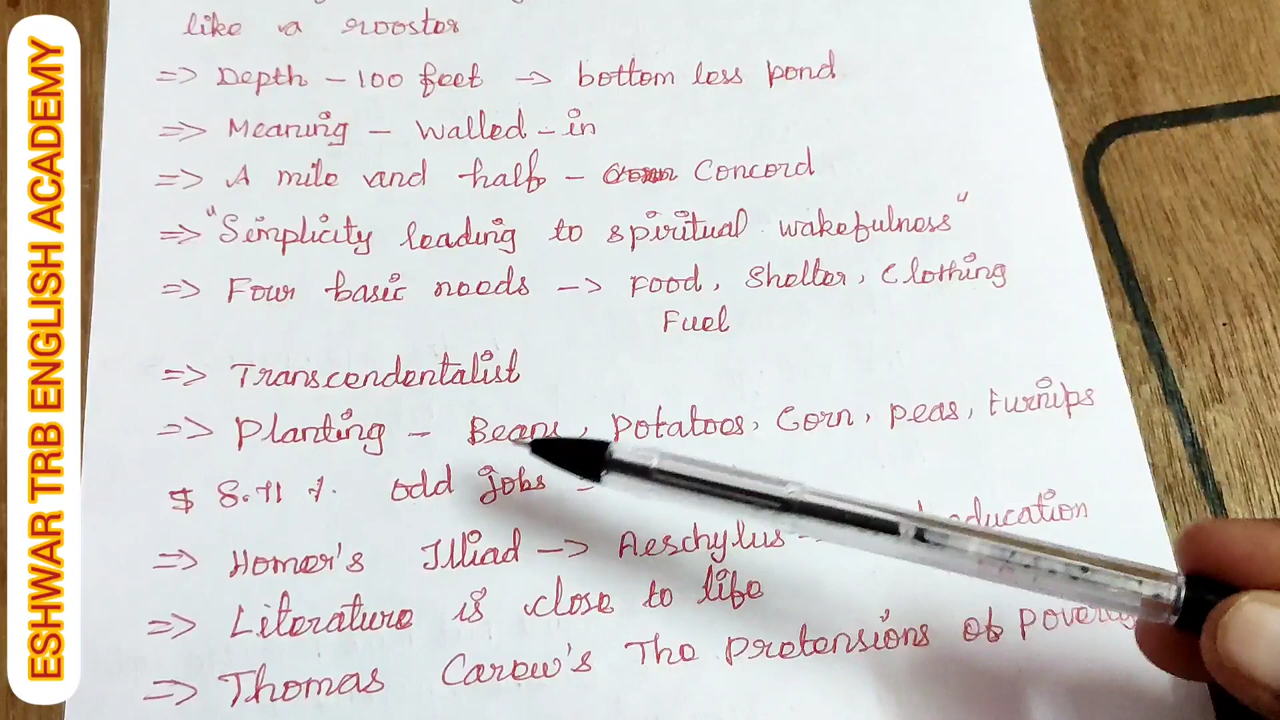 ESHWAR TRB ENGLISH ACADEMY
like a rooster
=> Depth - 100 feet -> bottom less pond
=> Meaning - Walled - in
=> A mile and half - Concord
=> "Simplicity leading to spiritual wakefulness"
=> Four basic needs -> Food, Shelter, Clothing
Fuel
=> Transcendentalist
=> Planting - Beans, Potatoes, Corn, peas, turnips
$ 8.71 odd jobs -
=> Homer's Illiad -> Aeschylus - education
=> Literature is close to life
=> Thomas Carew's The Pretensions of poverty